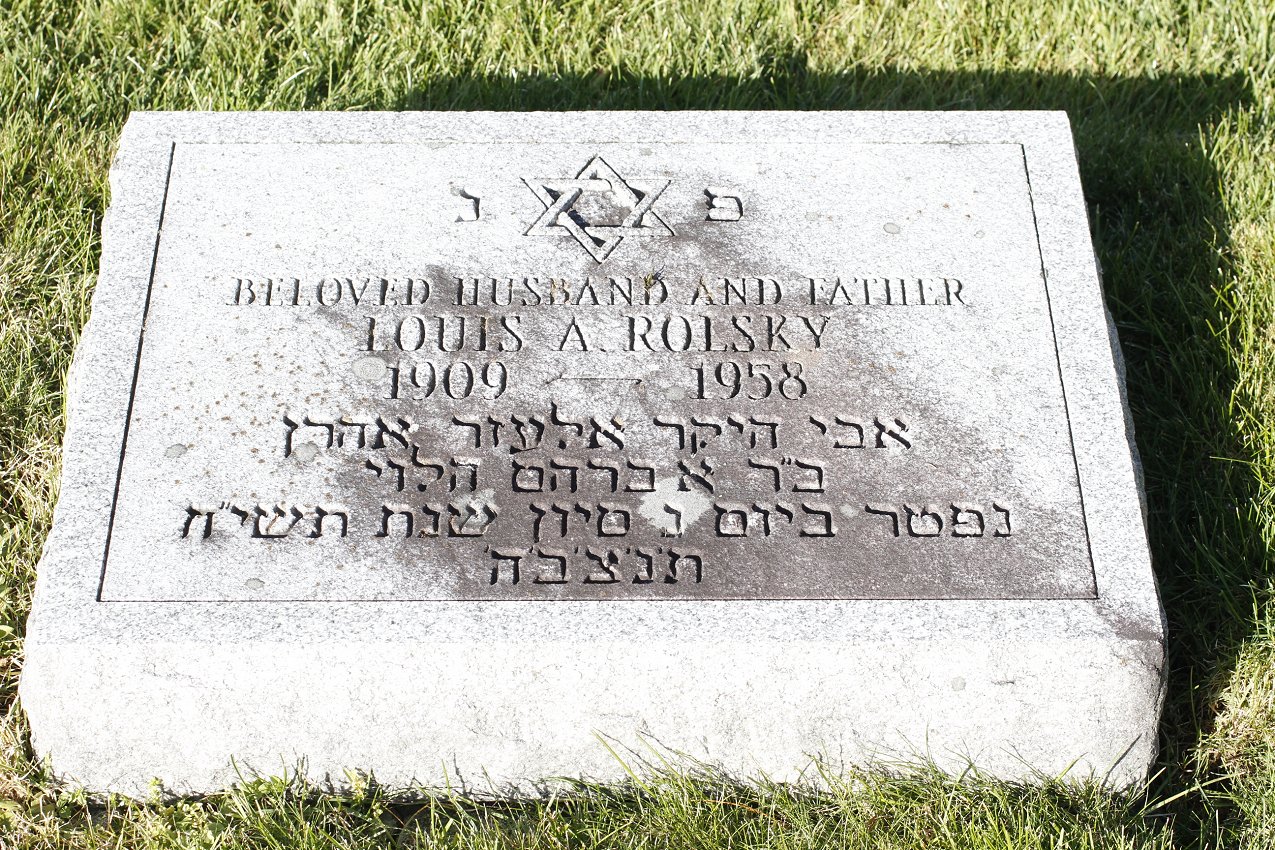 פ נ
BELOVED HUSBAND AND FATHER
LOUIS A. ROLSKY
1909 — 1958
אבי היקר אלעזר אהרן
ב״ר אברהם הלוי
נפטר ביום נ סיון שנת תשי״ח
ת׳נ׳צ׳ב׳ה׳